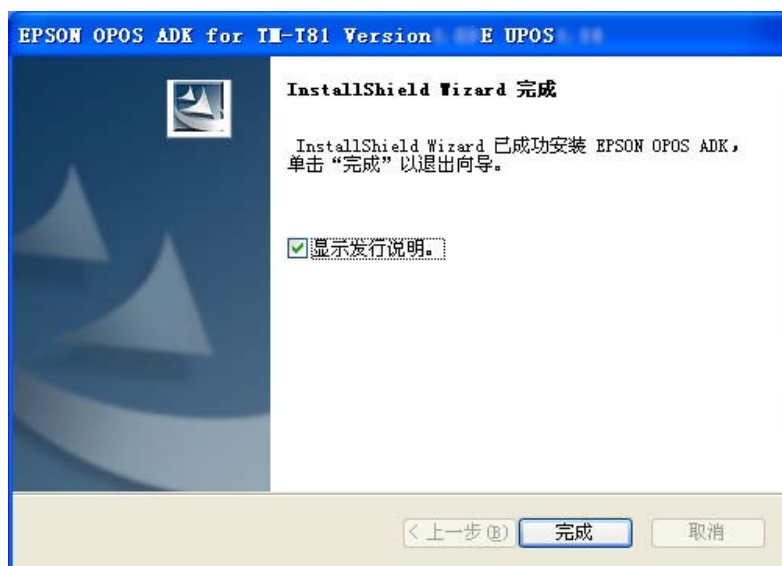 EPSON OPOS ADK for TM-T81 Version E UPOS
InstallShield Wizard 完成
InstallShield Wizard 已成功安装 EPSON OPOS ADK，
单击“完成”以退出向导。
显示发行说明。
< 上一步(B)
完成
取消